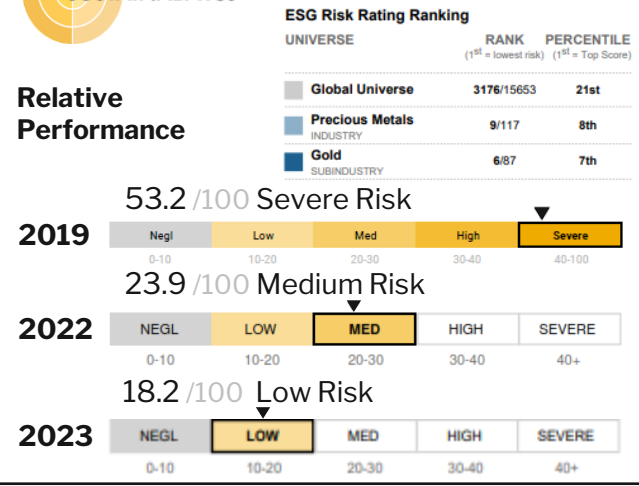 ESG Risk Rating Ranking
UNIVERSE RANK PERCENTILE
(1st = lowest risk) (1st = Top Score)
Global Universe 3176/15653 21st
Relative
Performance
Precious Metals 9/117 8th
INDUSTRY
Gold 6/87 7th
SUBINDUSTRY
53.2 /100 Severe Risk
2019 Negl Low Med High Severe
0-10 10-20 20-30 30-40 40-100
23.9 /100 Medium Risk
2022 NEGL LOW MED HIGH SEVERE
0-10 10-20 20-30 30-40 40+
18.2 /100 Low Risk
2023 NEGL LOW MED HIGH SEVERE
0-10 10-20 20-30 30-40 40+